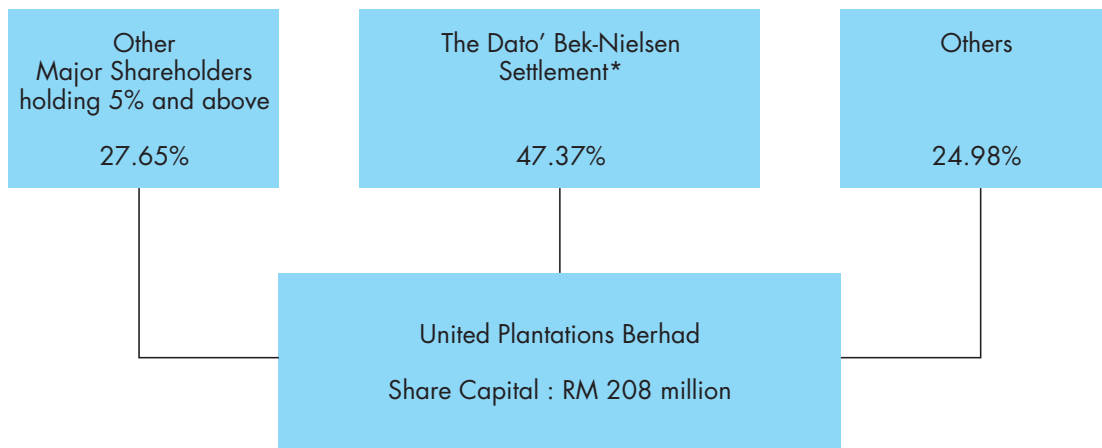 Other
Major Shareholders
holding 5% and above
27.65%
The Dato’ Bek-Nielsen
Settlement*
47.37%
Others
24.98%
United Plantations Berhad
Share Capital : RM 208 million